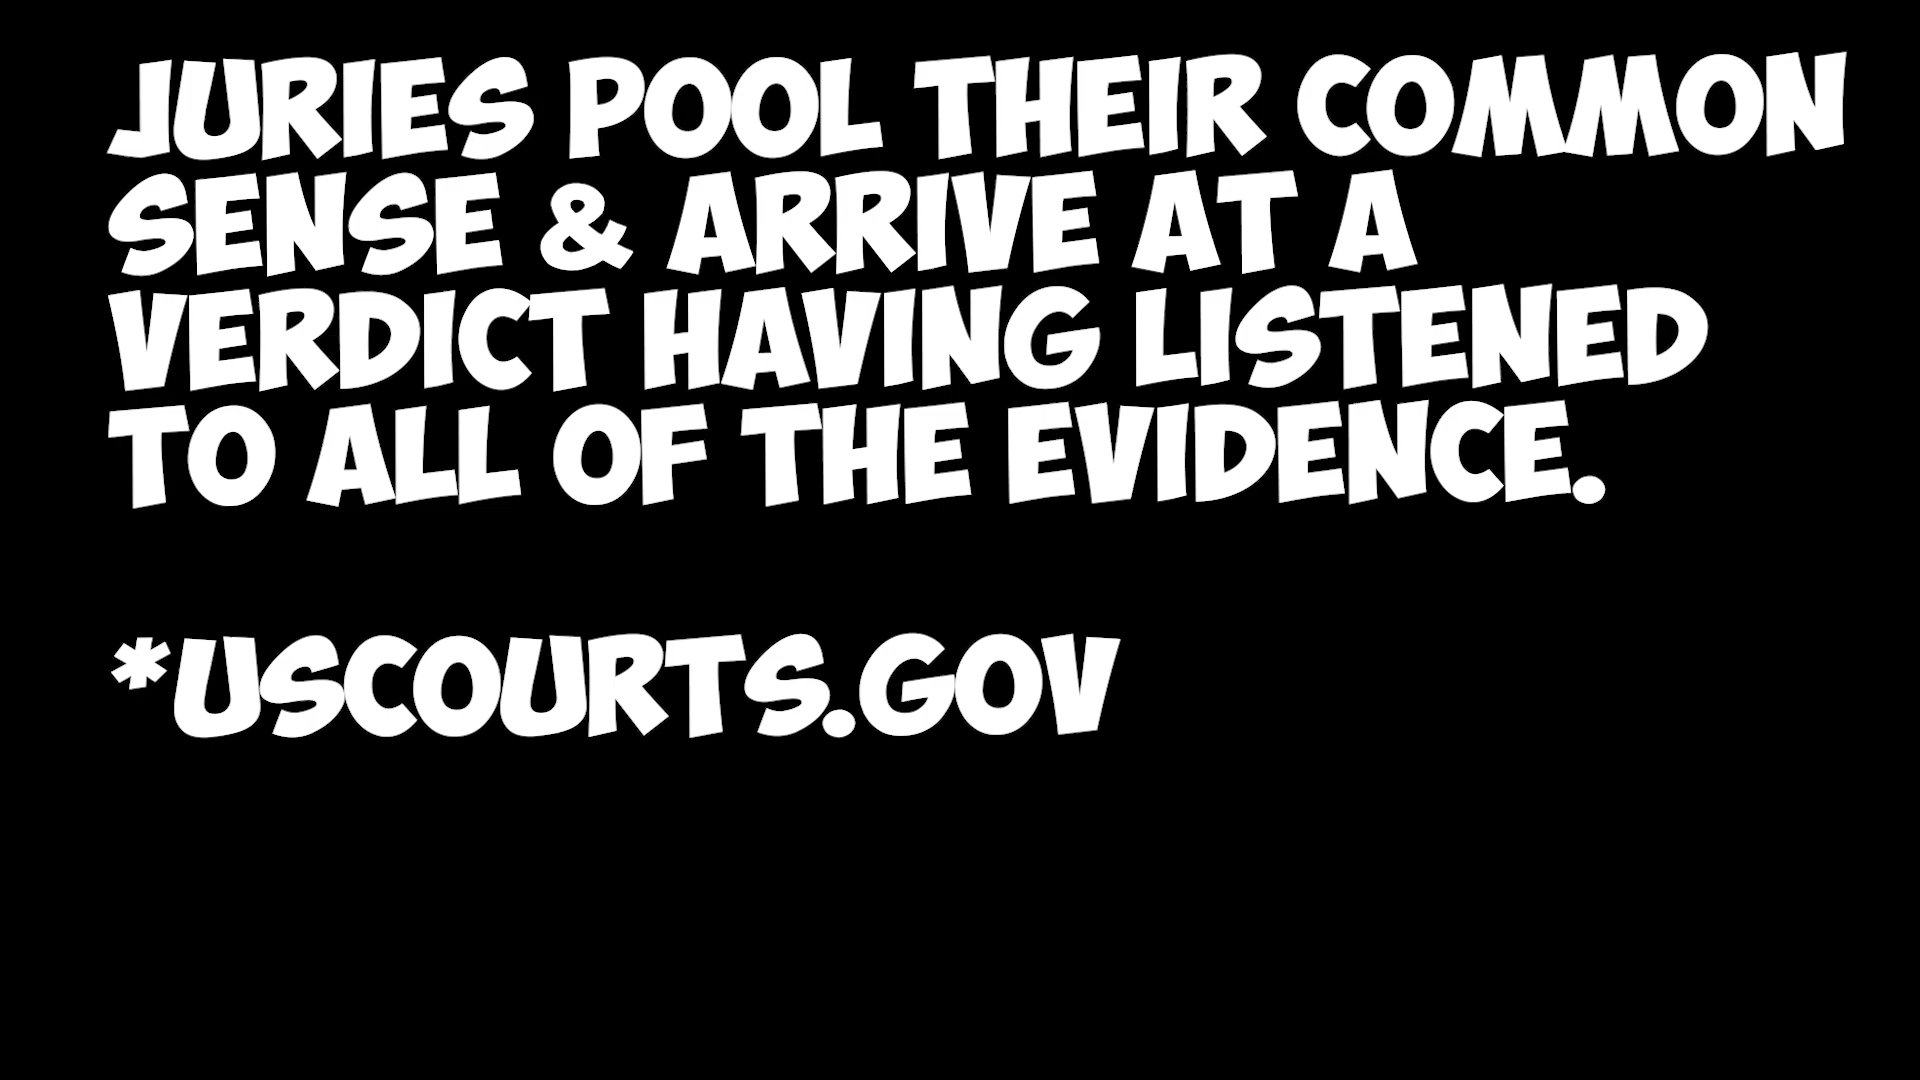 JURIES POOL THEIR COMMON
SENSE & ARRIVE AT A
VERDICT HAVING LISTENED
TO ALL OF THE EVIDENCE.
*USCOURTS.GOV